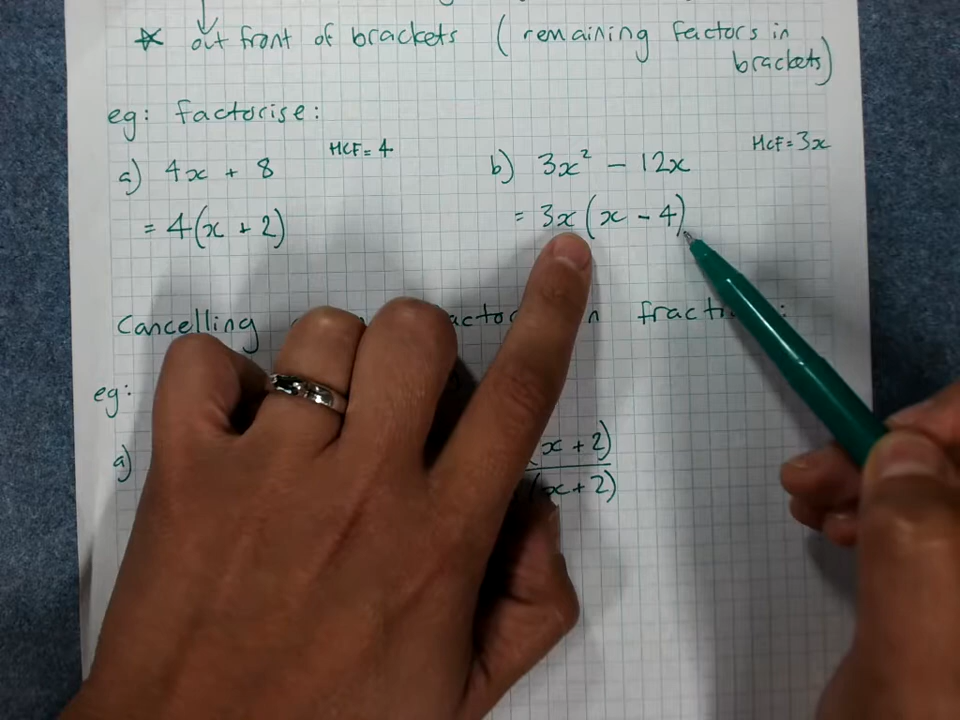 out front of brackets ( remaining factors in
brackets)
eg: factorise:
a) 4x + 8 HCF = 4
= 4(x + 2)
b) 3x² - 12x HCF = 3x
= 3x(x - 4)
Cancelling
eg:
a)
(x + 2)
(x + 2)